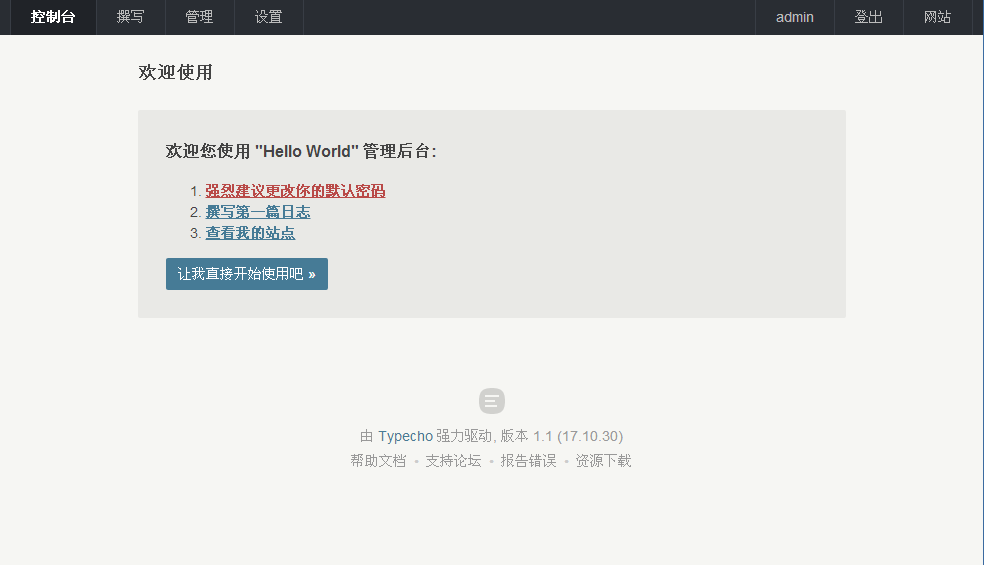 控制台 撰写 管理 设置 admin 登出 网站
欢迎使用
欢迎您使用 "Hello World" 管理后台:
1. 强烈建议更改你的默认密码
2. 撰写第一篇日志
3. 查看我的站点
让我直接开始使用吧 »
由 Typecho 强力驱动, 版本 1.1 (17.10.30)
帮助文档 • 支持论坛 • 报告错误 • 资源下载